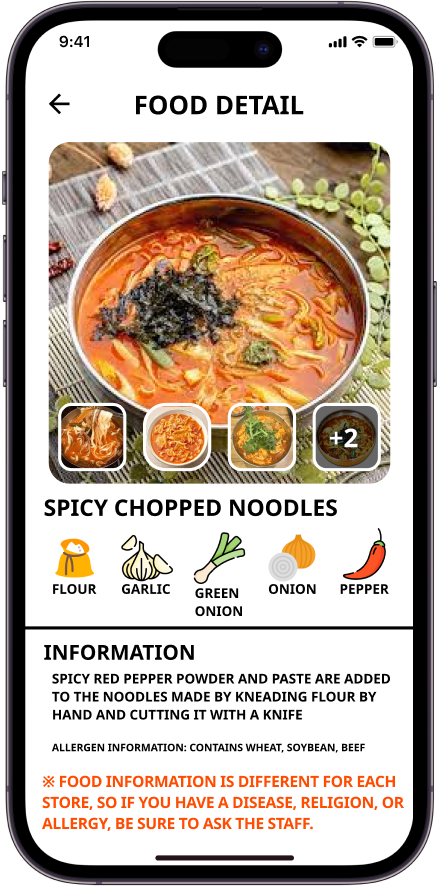 9:41
FOOD DETAIL
+2
SPICY CHOPPED NOODLES
FLOUR
GARLIC
GREEN
ONION
ONION
PEPPER
INFORMATION
SPICY RED PEPPER POWDER AND PASTE ARE ADDED
TO THE NOODLES MADE BY KNEADING FLOUR BY
HAND AND CUTTING IT WITH A KNIFE
ALLERGEN INFORMATION: CONTAINS WHEAT, SOYBEAN, BEEF
※ FOOD INFORMATION IS DIFFERENT FOR EACH
STORE, SO IF YOU HAVE A DISEASE, RELIGION, OR
ALLERGY, BE SURE TO ASK THE STAFF.